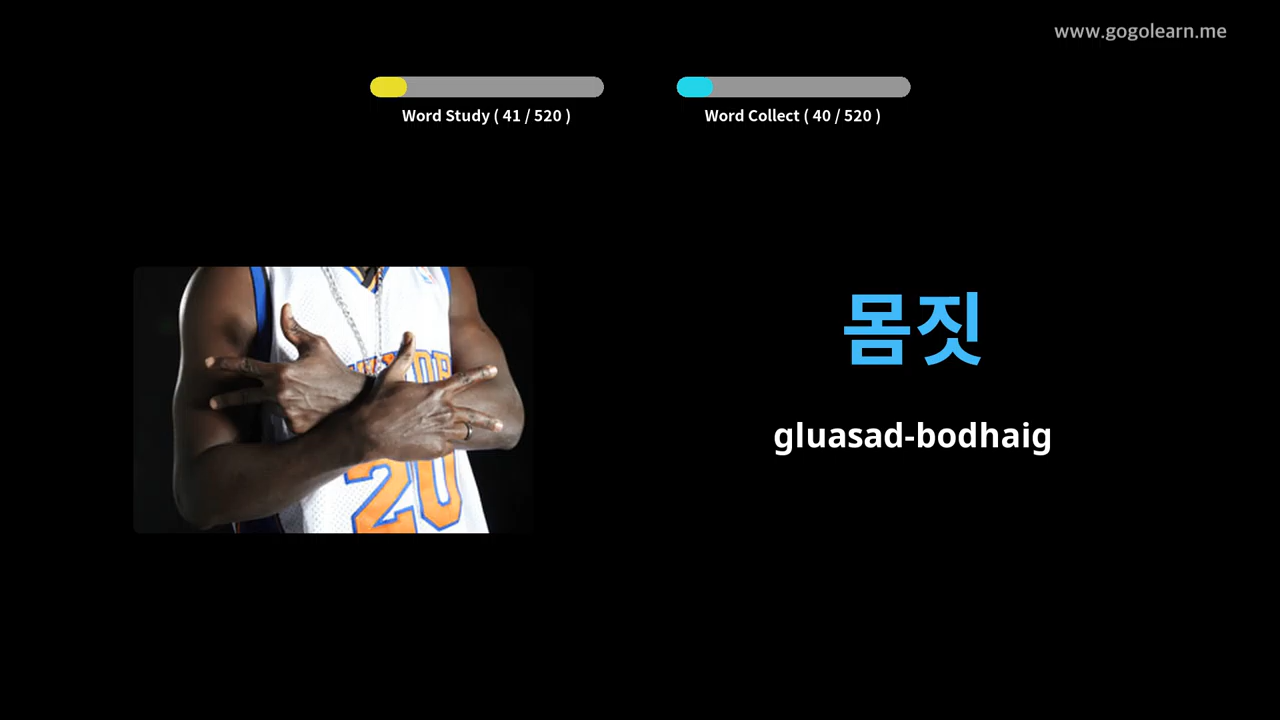 www.gogolearn.me
Word Study ( 41 / 520 )
Word Collect ( 40 / 520 )
몸짓
gluasad-bodhaig
20